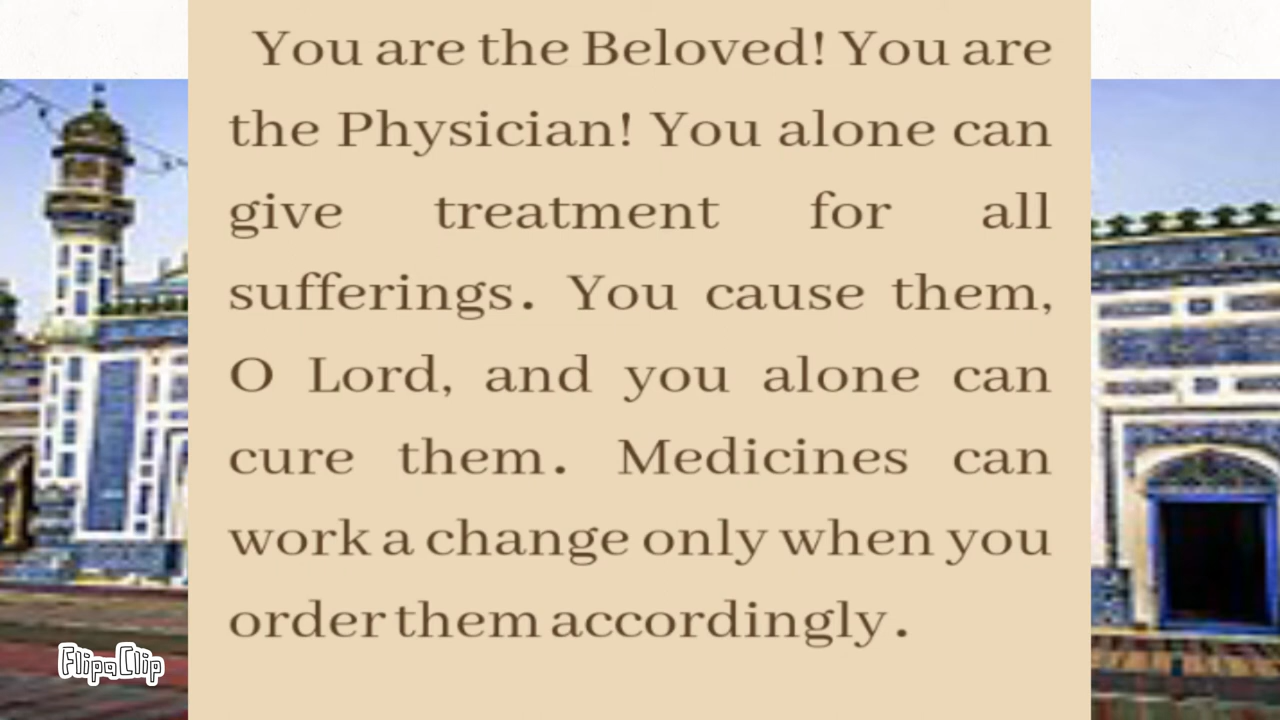 You are the Beloved! You are
the Physician! You alone can
give treatment for all
sufferings. You cause them,
O Lord, and you alone can
cure them. Medicines can
work a change only when you
order them accordingly.
FlipaClip